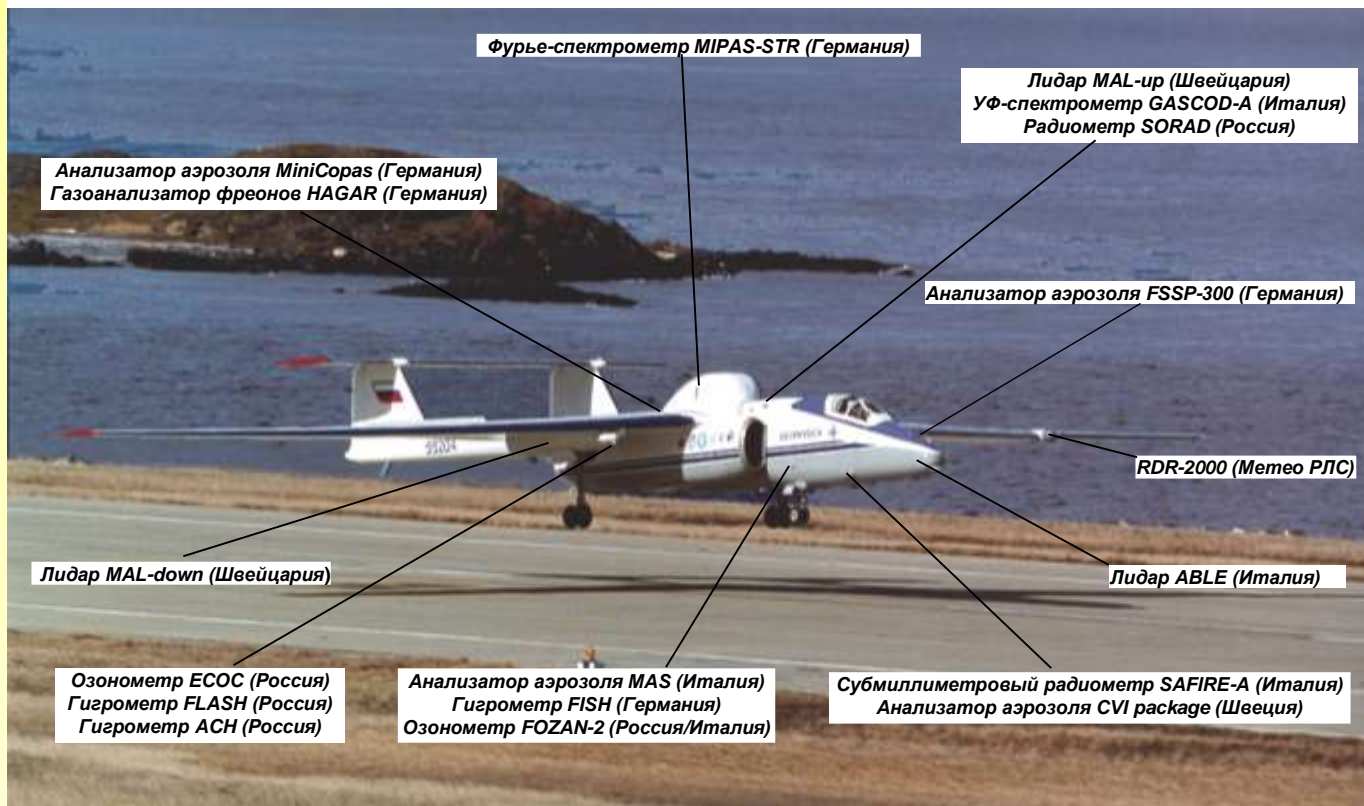 Фурье-спектрометр MIPAS-STR (Германия)
Лидар MAL-up (Швейцария)
УФ-спектрометр GASCOD-A (Италия)
Радиометр SORAD (Россия)
Анализатор аэрозоля MiniCopas (Германия)
Газоанализатор фреонов HAGAR (Германия)
Анализатор аэрозоля FSSP-300 (Германия)
55204
RDR-2000 (Метео РЛС)
Лидар MAL-down (Швейцария)
Лидар ABLE (Италия)
Озонометр ECOC (Россия)
Гигрометр FLASH (Россия)
Гигрометр ACH (Россия)
Анализатор аэрозоля MAS (Италия)
Гигрометр FISH (Германия)
Озонометр FOZAN-2 (Россия/Италия)
Субмиллиметровый радиометр SAFIRE-A (Италия)
Анализатор аэрозоля CVI package (Швеция)